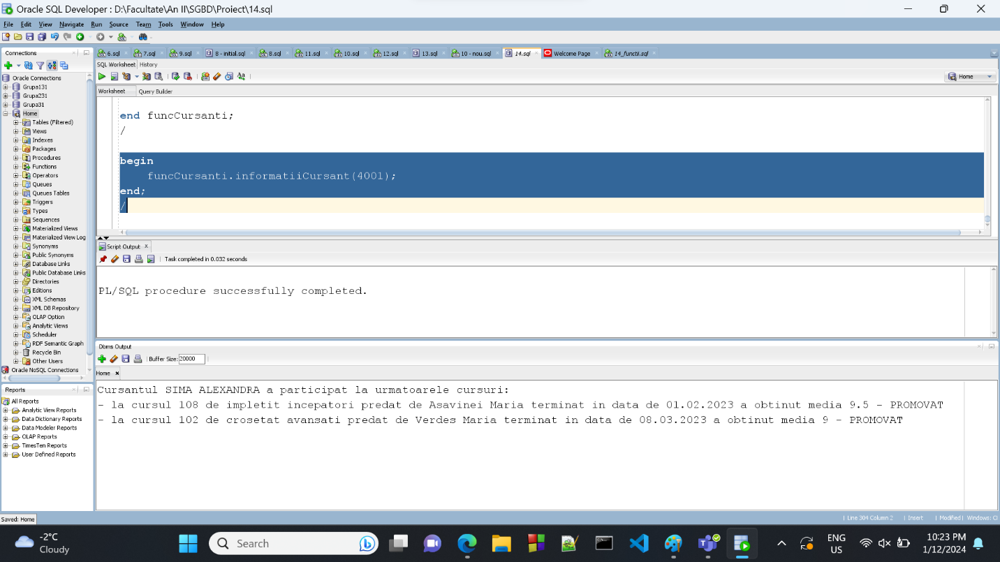 Oracle SQL Developer : D:\Facultate\An II\SGBD\Proiect\14.sql
File Edit View Navigate Run Source Team Tools Window Help
Connections
Oracle Connections
Grupa131
Grupa231
Grupa31
Home
Tables (Filtered)
Views
Indexes
Packages
Procedures
Functions
Operators
Queues
Queues Tables
Triggers
Types
Sequences
Materialized Views
Materialized View Log
Synonyms
Public Synonyms
Database Links
Public Database Links
Directories
Editions
XML Schemas
XML DB Repository
OLAP Option
Analytic Views
Scheduler
RDF Semantic Graph
Recycle Bin
Other Users
Oracle NoSQL Connections
Reports
All Reports
Analytic View Reports
Data Dictionary Reports
Data Modeler Reports
OLAP Reports
TimesTen Reports
User Defined Reports
6.sql 7.sql 9.sql 8 - initial.sql 8.sql 11.sql 10.sql 12.sql 13.sql 10 - nou.sql 14.sql Welcome Page 14_functii.sql
SQL Worksheet History
Home
Worksheet Query Builder
end funcCursanti;
/
begin
funcCursanti.informatiiCursant(4001);
end;
/
Script Output x
Task completed in 0.032 seconds
PL/SQL procedure successfully completed.
Dbms Output
Buffer Size: 20000
Home x
Cursantul SIMA ALEXANDRA a participat la urmatoarele cursuri:
- la cursul 108 de impletit incepatori predat de Asavinei Maria terminat in data de 01.02.2023 a obtinut media 9.5 - PROMOVAT
- la cursul 102 de crosetat avansati predat de Verdes Maria terminat in data de 08.03.2023 a obtinut media 9 - PROMOVAT
Saved: Home
Line 304 Column 2 | Insert | Modified | Windows: C
-2°C
Cloudy
Search
ENG
US
10:23 PM
1/12/2024